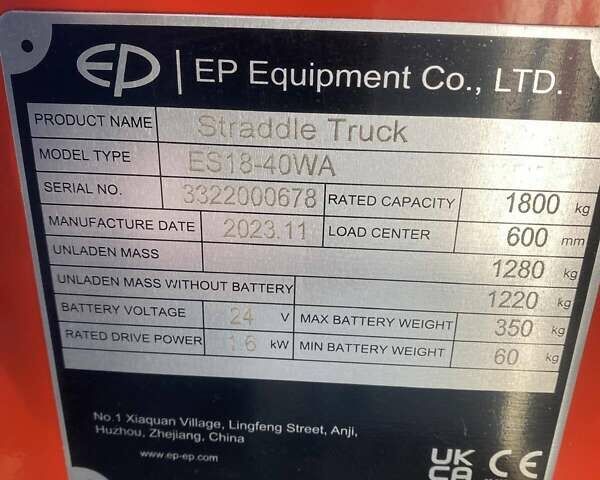 EP | EP Equipment Co., LTD.
PRODUCT NAME Straddle Truck
MODEL TYPE ES18-40WA
SERIAL NO. 3322000678 RATED CAPACITY 1800 kg
MANUFACTURE DATE 2023.11 LOAD CENTER 600 mm
UNLADEN MASS 1280 kg
UNLADEN MASS WITHOUT BATTERY 1220 kg
BATTERY VOLTAGE 24 V MAX BATTERY WEIGHT 350 kg
RATED DRIVE POWER 1.6 kW MIN BATTERY WEIGHT 60 kg
No.1 Xiaquan Village, Lingfeng Street, Anji,
Huzhou, Zhejiang, China
www.ep-ep.com
UK CA CE